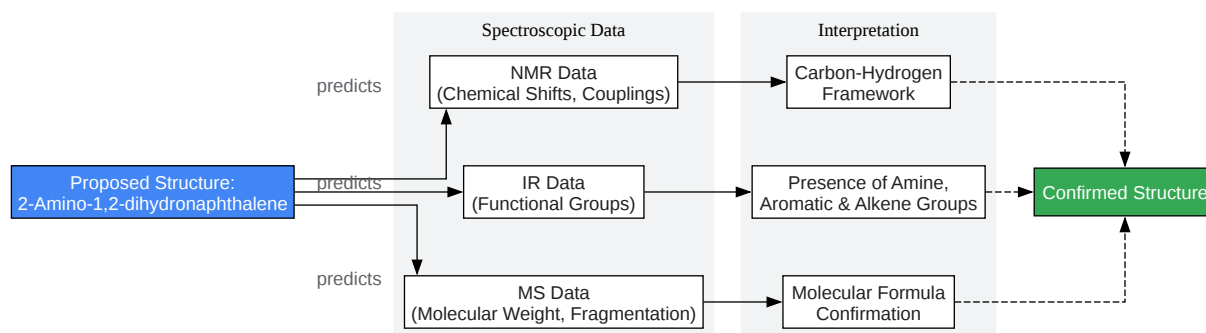 Spectroscopic Data
Interpretation
predicts
NMR Data
(Chemical Shifts, Couplings)
Carbon-Hydrogen
Framework
Proposed Structure:
2-Amino-1,2-dihydronaphthalene
predicts
IR Data
(Functional Groups)
Presence of Amine,
Aromatic & Alkene Groups
Confirmed Structure
predicts
MS Data
(Molecular Weight, Fragmentation)
Molecular Formula
Confirmation